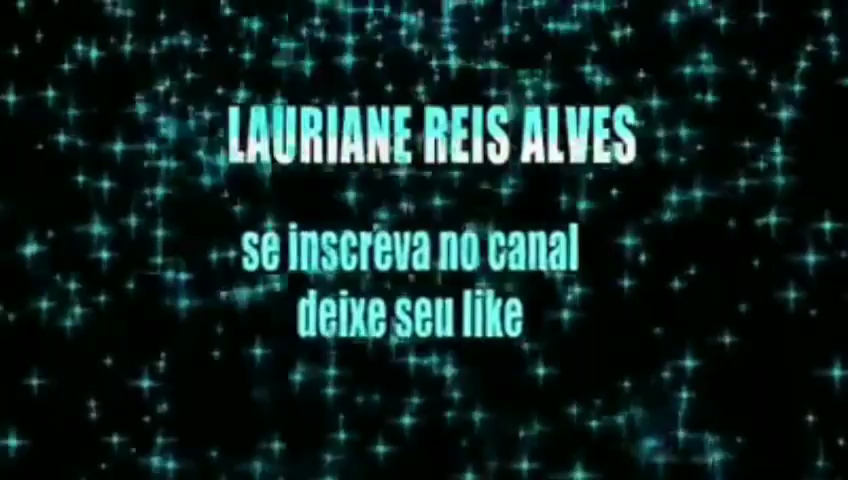 LAURIANE REIS ALVES
se inscreva no canal
deixe seu like